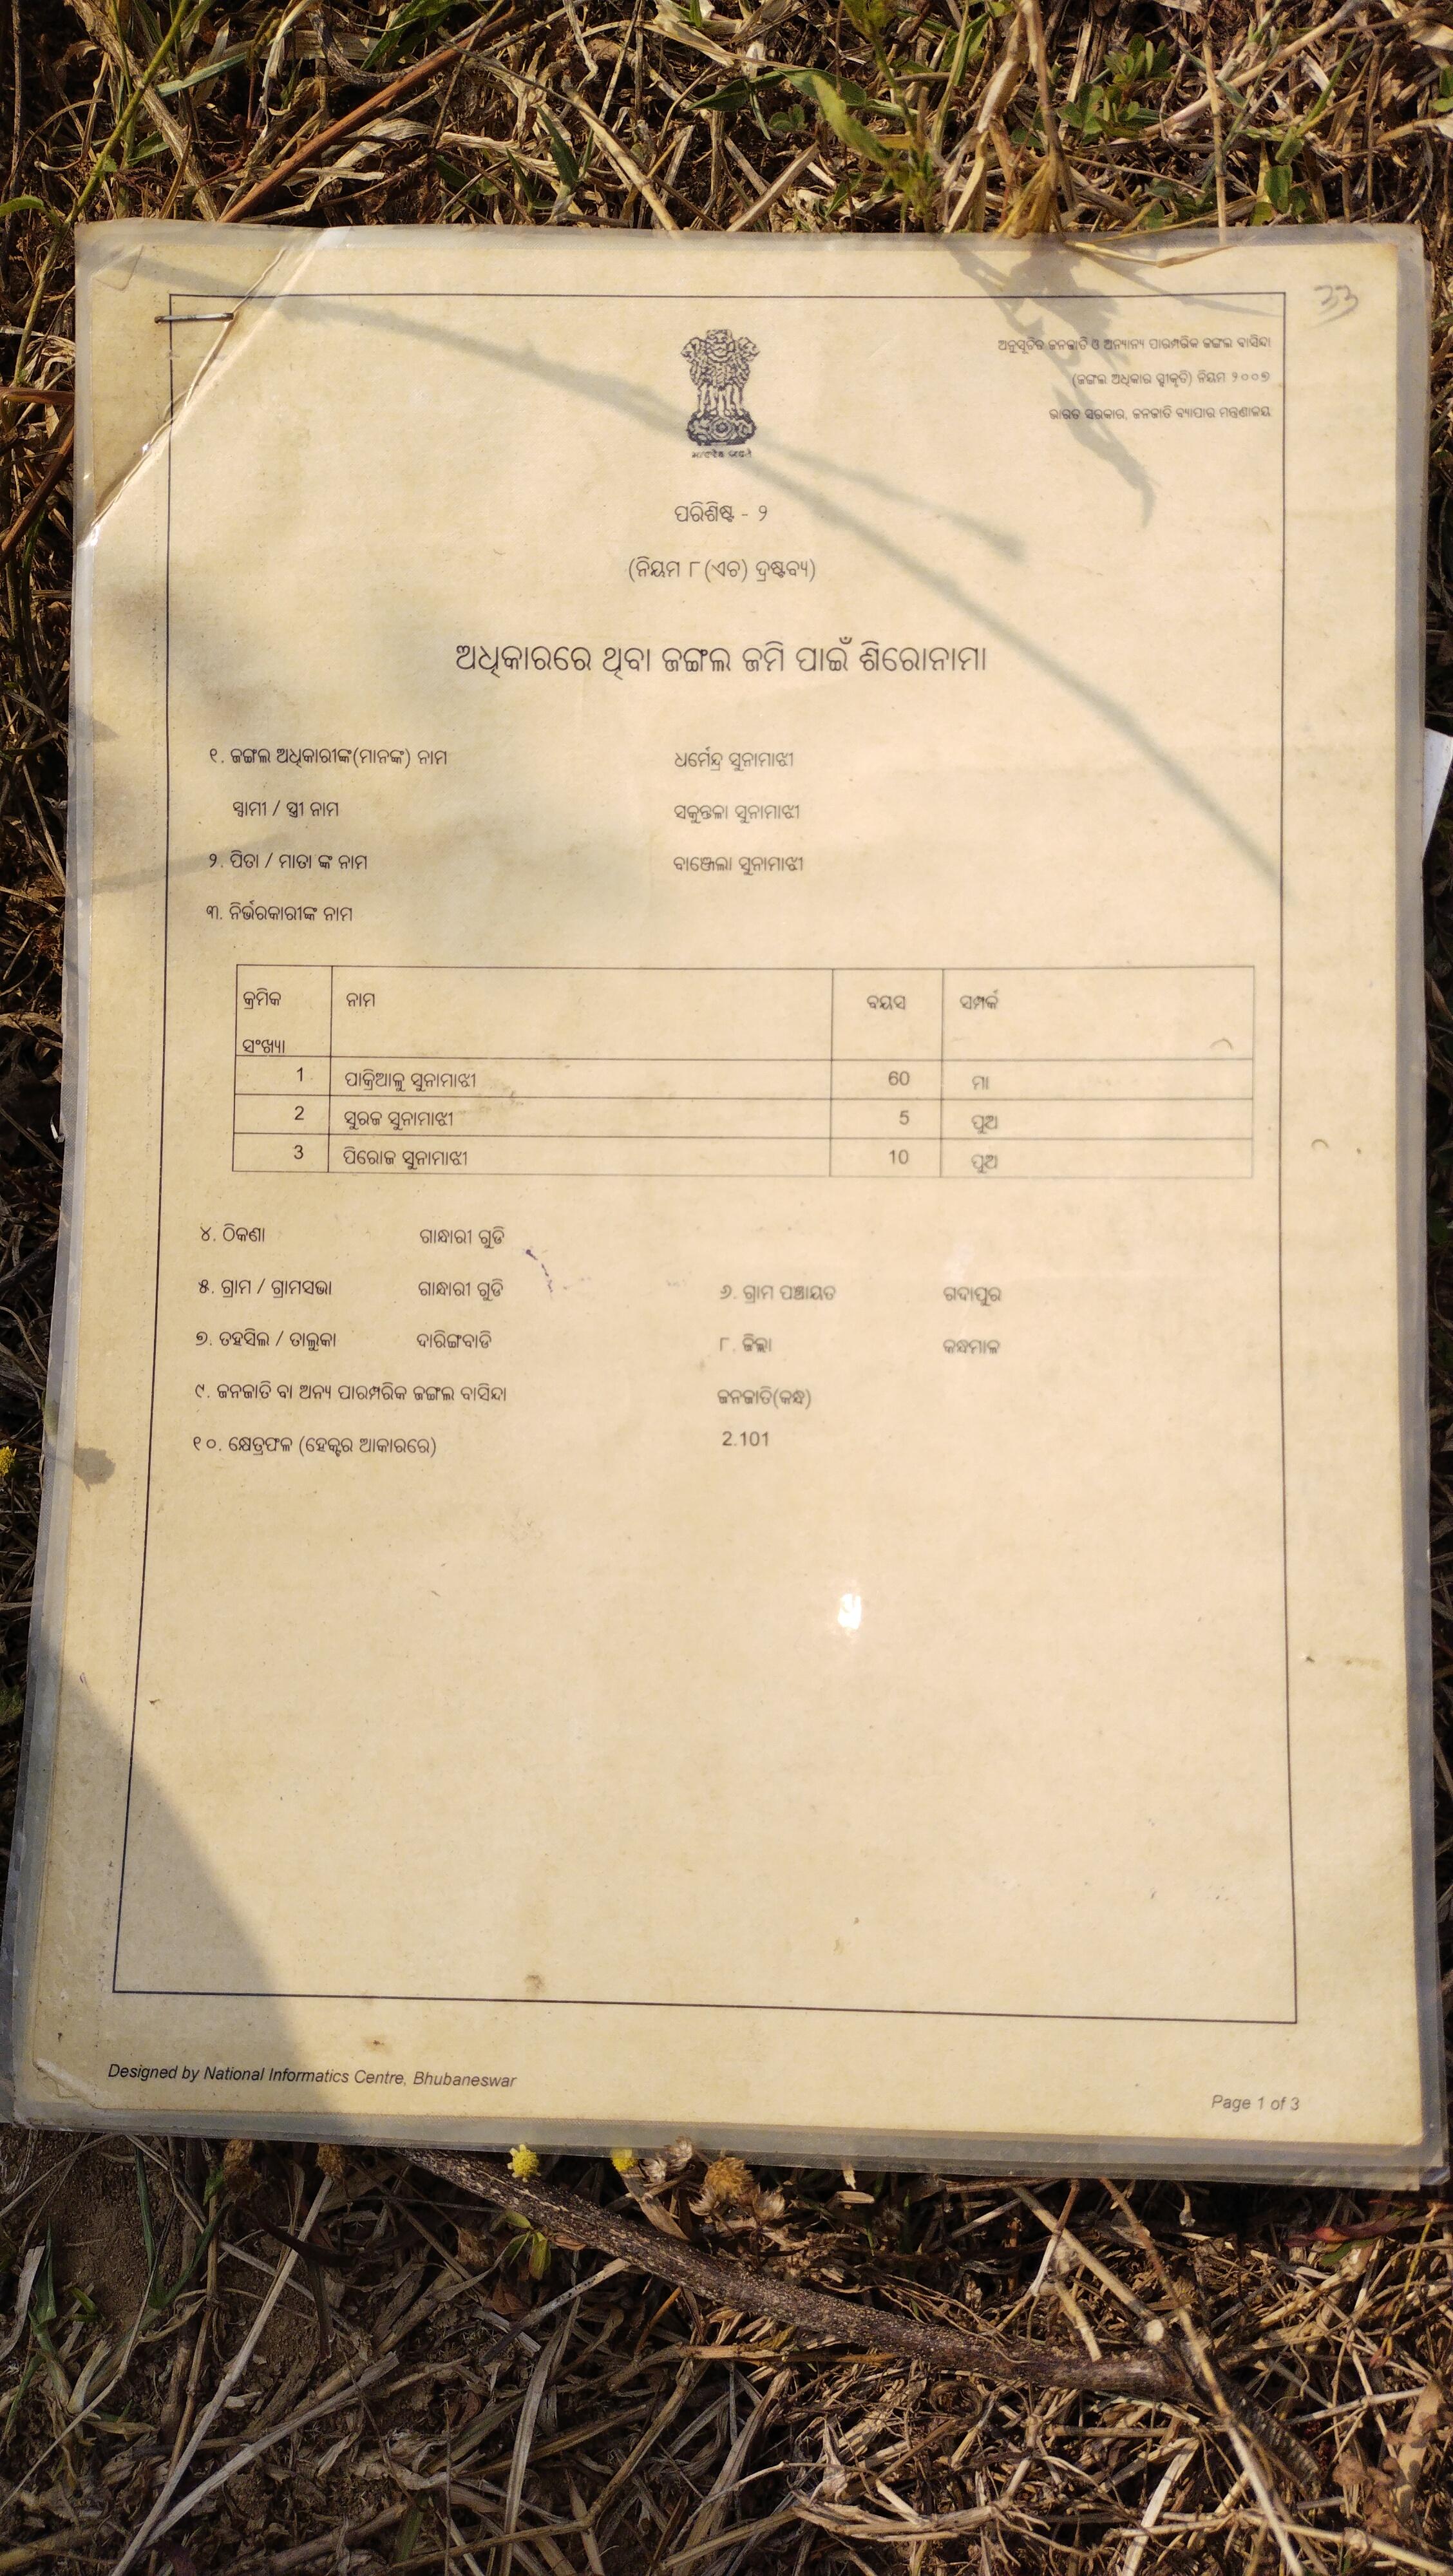 33
ଅନୁସୂଚିତ ଜନଜାତି ଓ ଅନ୍ୟାନ୍ୟ ପାରମ୍ପରିକ ଜଙ୍ଗଲ ବାସିନ୍ଦା
(ଜଙ୍ଗଲ ଅଧିକାର ସ୍ୱୀକୃତି) ନିୟମ ୨୦୦୭
ଭାରତ ସରକାର, ଜନଜାତି ବ୍ୟାପାର ମନ୍ତ୍ରଣାଳୟ
ପରିଶିଷ୍ଟ - ୨
(ନିୟମ ୮(ଏଚ) ଦ୍ରଷ୍ଟବ୍ୟ)
ଅଧିକାରରେ ଥିବା ଜଙ୍ଗଲ ଜମି ପାଇଁ ଶିରୋନାମା
୧. ଜଙ୍ଗଲ ଅଧିକାରୀଙ୍କ(ମାନଙ୍କ) ନାମ ଧର୍ମେନ୍ଦ୍ର ସୁନାମାଝୀ
ସ୍ୱାମୀ / ସ୍ତ୍ରୀ ନାମ ସକୁନ୍ତଳା ସୁନାମାଝୀ
୨. ପିତା / ମାତା ଙ୍କ ନାମ ବାଞ୍ଜେଲା ସୁନାମାଝୀ
୩. ନିର୍ଭରକାରୀଙ୍କ ନାମ
କ୍ରମିକ ସଂଖ୍ୟା ନାମ ବୟସ ସମ୍ପର୍କ
1 ପାକ୍ରିଆଳୁ ସୁନାମାଝୀ 60 ମା
2 ସୁରଜ ସୁନାମାଝୀ 5 ପୁଅ
3 ପିରୋଜ ସୁନାମାଝୀ 10 ପୁଅ
୪. ଠିକଣା ଗାନ୍ଧାରୀ ଗୁଡି
୫. ଗ୍ରାମ / ଗ୍ରାମସଭା ଗାନ୍ଧାରୀ ଗୁଡି ୬. ଗ୍ରାମ ପଞ୍ଚାୟତ ଗଦାପୁର
୭. ତହସିଲ / ତାଲୁକା ଦାରିଙ୍ଗବାଡି ୮. ଜିଲ୍ଲା କନ୍ଧମାଳ
୯. ଜନଜାତି ବା ଅନ୍ୟ ପାରମ୍ପରିକ ଜଙ୍ଗଲ ବାସିନ୍ଦା ଜନଜାତି(କନ୍ଧ)
୧୦. କ୍ଷେତ୍ରଫଳ (ହେକ୍ଟର ଆକାରରେ) 2.101
Designed by National Informatics Centre, Bhubaneswar
Page 1 of 3